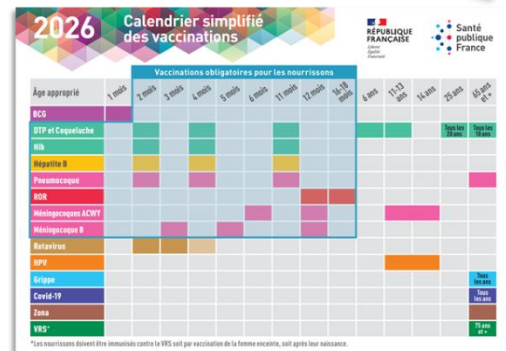 2026
Calendrier simplifié
des vaccinations
RÉPUBLIQUE
FRANÇAISE
Liberté
Égalité
Fraternité
Santé
publique
France
Vaccinations obligatoires pour les nourrissons
Âge approprié
1 mois
2 mois
3 mois
4 mois
5 mois
6 mois
11 mois
12 mois
16-18
mois
6 ans
11-13
ans
14 ans
25 ans
65 ans
et +
BCG
DTP et Coqueluche
Tous les
20 ans
Tous les
10 ans
Hib
Hépatite B
Pneumocoque
ROR
Méningocoques ACWY
Méningocoque B
Rotavirus
HPV
Grippe
Tous
les ans
Covid-19
Tous
les ans
Zona
VRS*
75 ans
et +
*Les nourrissons doivent être immunisés contre le VRS soit par vaccination de la femme enceinte, soit après leur naissance.